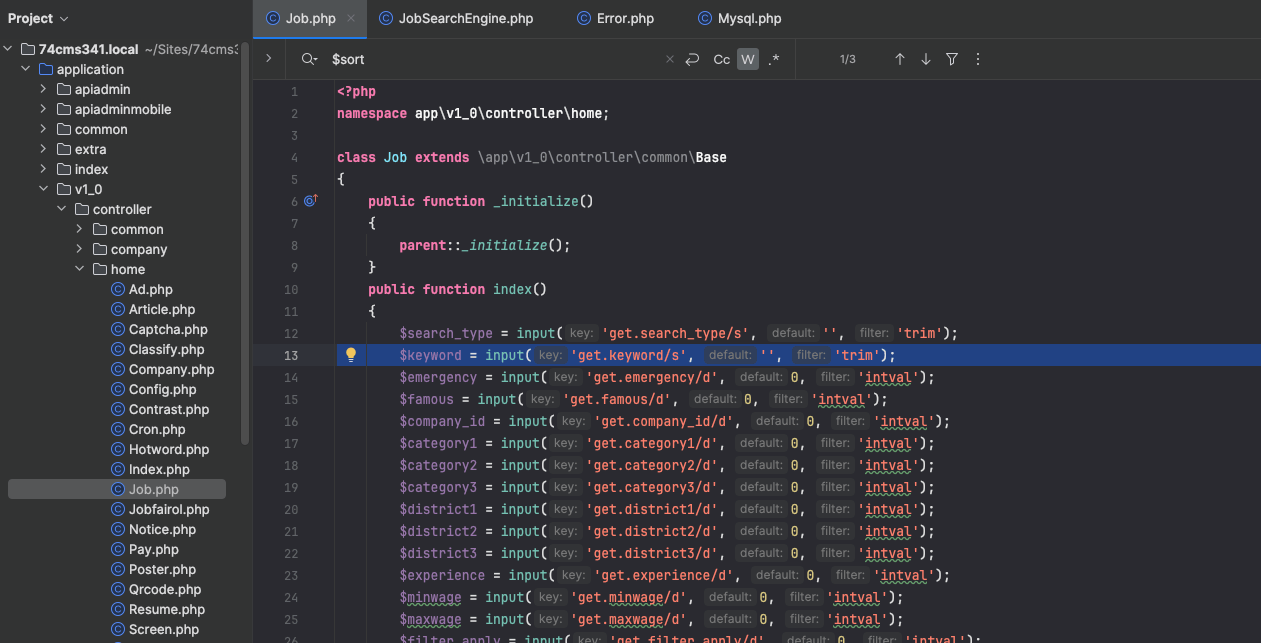 Project
Job.php
JobSearchEngine.php
Error.php
Mysql.php
74cms341.local ~/Sites/74cms3
application
apiadmin
apiadminmobile
common
extra
index
v1_0
controller
common
company
home
Ad.php
Article.php
Captcha.php
Classify.php
Company.php
Config.php
Contrast.php
Cron.php
Hotword.php
Index.php
Job.php
Jobfairol.php
Notice.php
Pay.php
Poster.php
Qrcode.php
Resume.php
Screen.php
$sort
Cc W .* 1/3
1 <?php
2 namespace app\v1_0\controller\home;
3
4 class Job extends \app\v1_0\controller\common\Base
5 {
6 public function _initialize()
7 {
8 parent::_initialize();
9 }
10 public function index()
11 {
12 $search_type = input( key: 'get.search_type/s', default: '', filter: 'trim');
13 $keyword = input( key: 'get.keyword/s', default: '', filter: 'trim');
14 $emergency = input( key: 'get.emergency/d', default: 0, filter: 'intval');
15 $famous = input( key: 'get.famous/d', default: 0, filter: 'intval');
16 $company_id = input( key: 'get.company_id/d', default: 0, filter: 'intval');
17 $category1 = input( key: 'get.category1/d', default: 0, filter: 'intval');
18 $category2 = input( key: 'get.category2/d', default: 0, filter: 'intval');
19 $category3 = input( key: 'get.category3/d', default: 0, filter: 'intval');
20 $district1 = input( key: 'get.district1/d', default: 0, filter: 'intval');
21 $district2 = input( key: 'get.district2/d', default: 0, filter: 'intval');
22 $district3 = input( key: 'get.district3/d', default: 0, filter: 'intval');
23 $experience = input( key: 'get.experience/d', default: 0, filter: 'intval');
24 $minwage = input( key: 'get.minwage/d', default: 0, filter: 'intval');
25 $maxwage = input( key: 'get.maxwage/d', default: 0, filter: 'intval');
26 $filter_apply = input( key: 'get.filter_apply/d', default: 0, filter: 'intval');